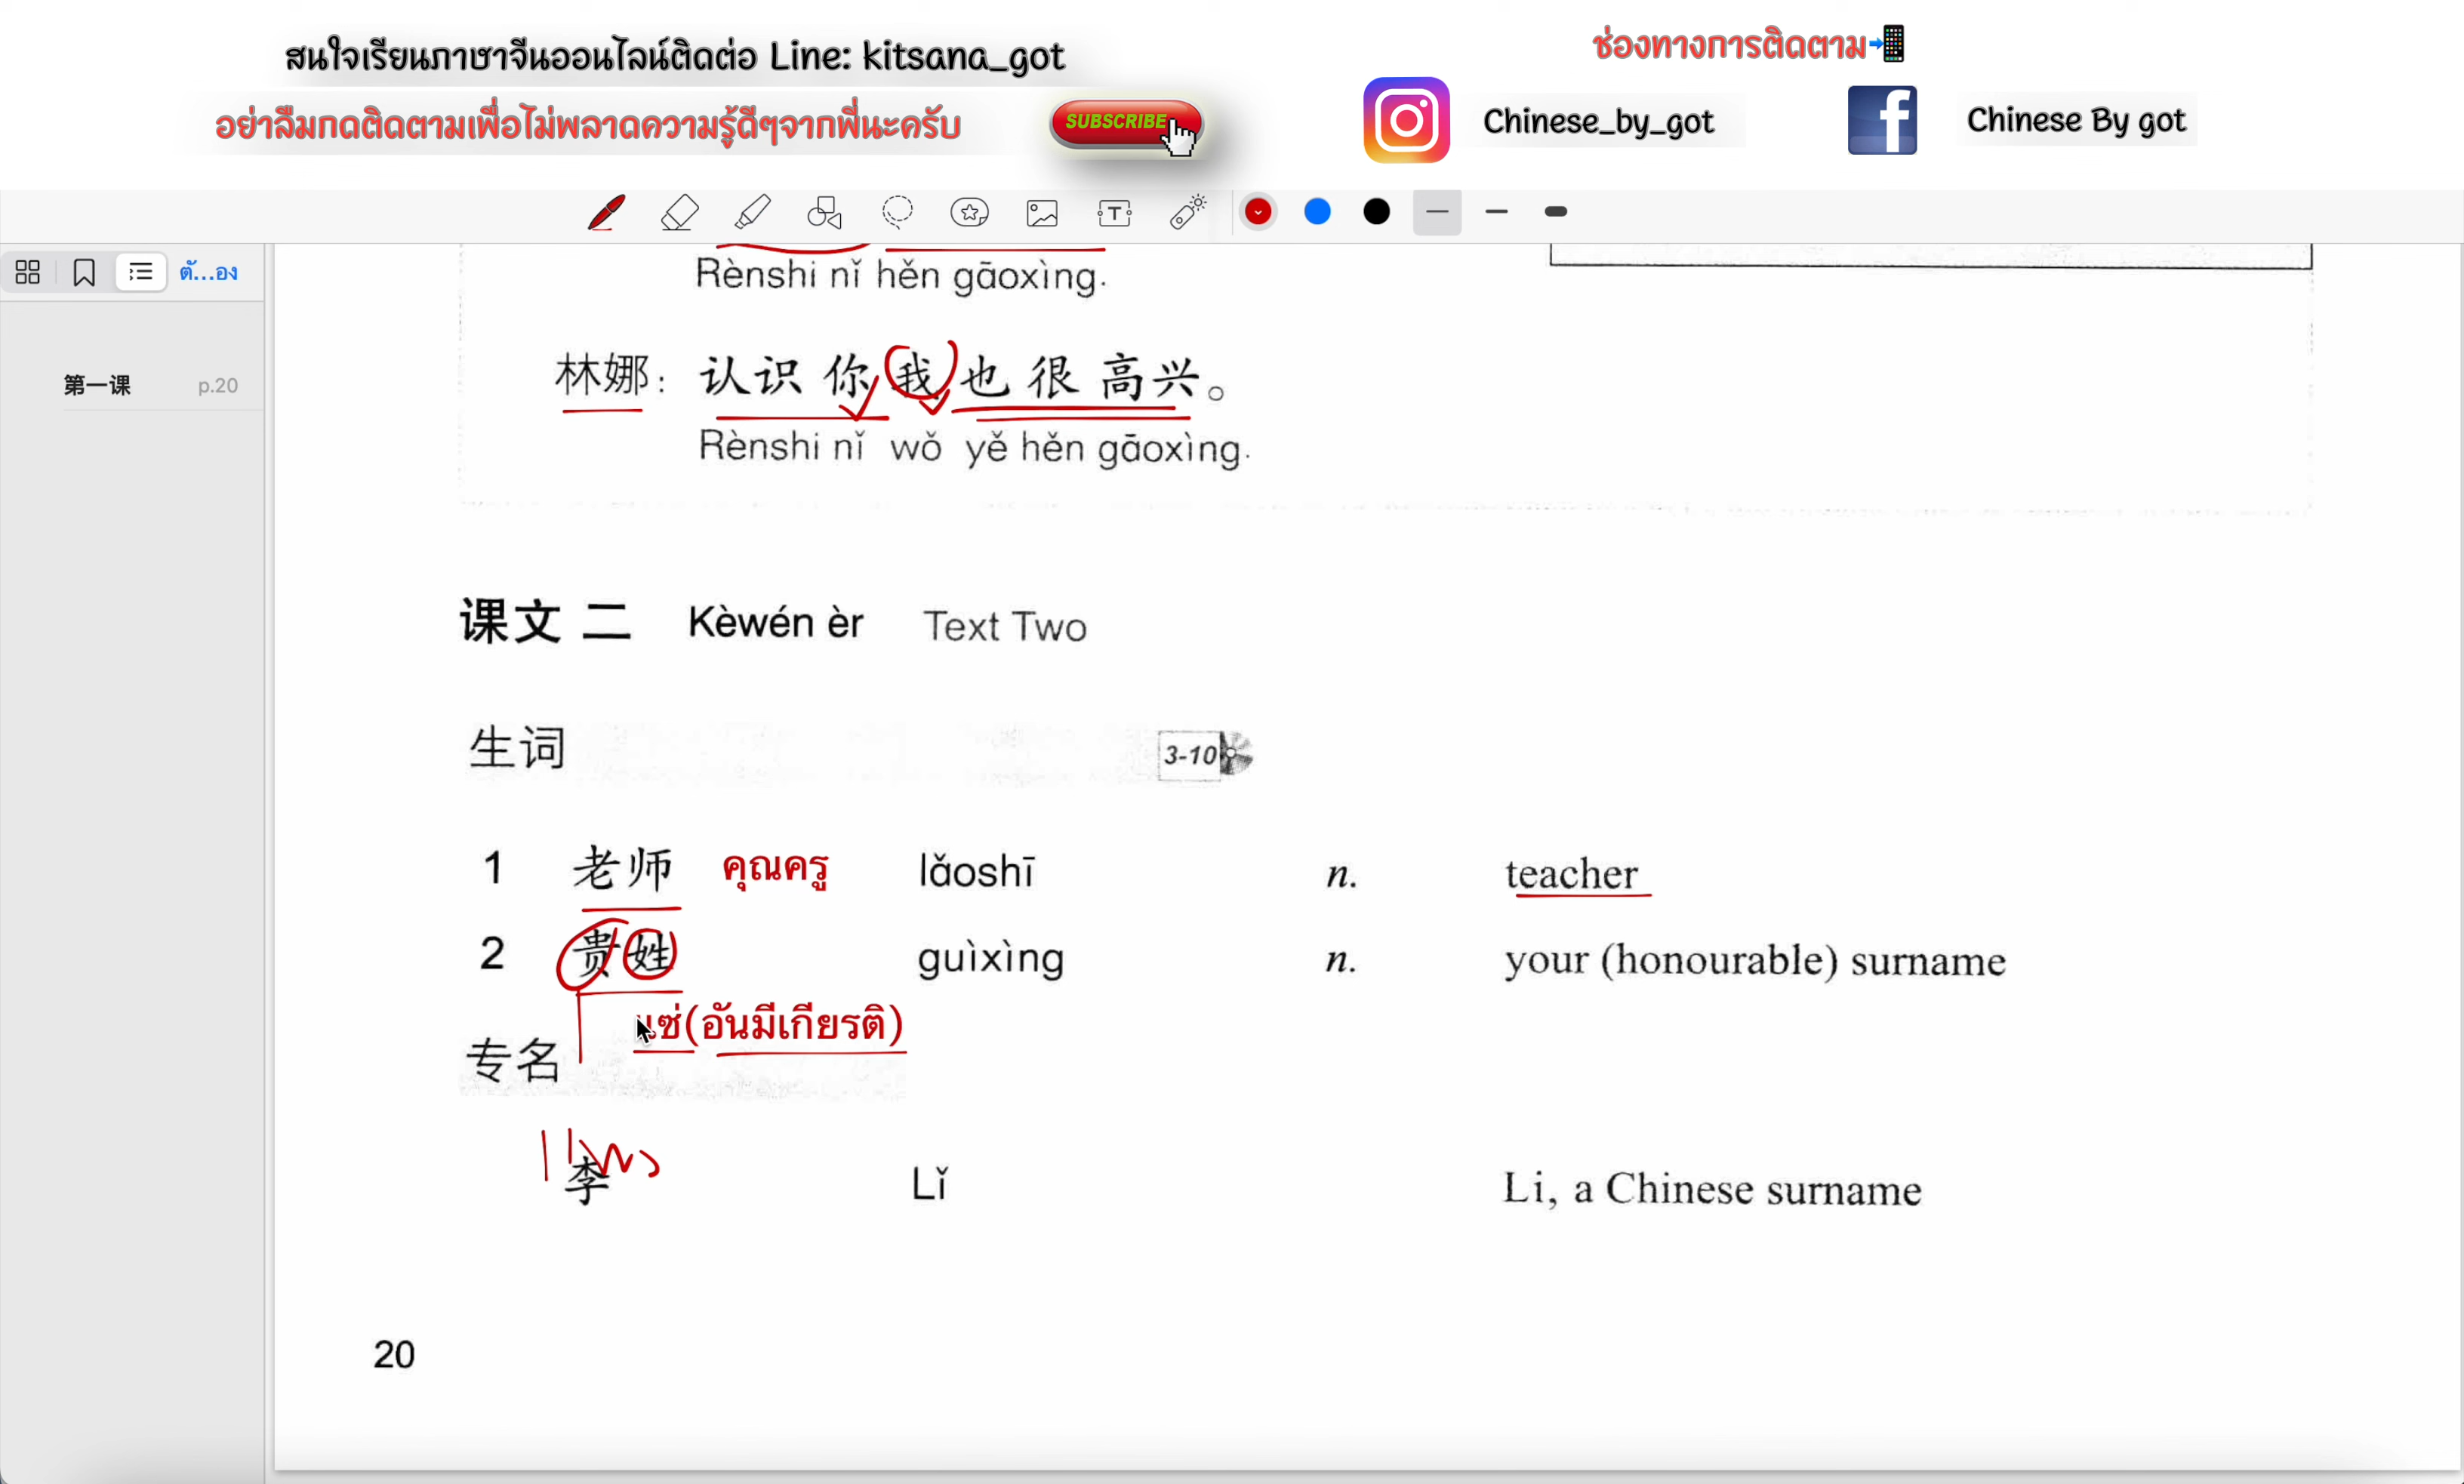 สนใจเรียนภาษาจีนออนไลน์ติดต่อ Line: kitsana_got
ช่องทางการติดตาม
อย่าลืมกดติดตามเพื่อไม่พลาดความรู้ดีๆจากพี่นะครับ SUBSCRIBE Chinese_by_got Chinese By got
ตั...อง
第一课 p.20
Rènshi nǐ hěn gāoxìng.
林娜：认识你我也很高兴。
Rènshi nǐ wǒ yě hěn gāoxìng.
课文 二 Kèwén èr Text Two
生词 3-10
1 老师 คุณครู lǎoshī n. teacher
2 贵姓 guìxìng n. your (honourable) surname
แซ่(อันมีเกียรติ)
专名
李 Lǐ Li, a Chinese surname
20